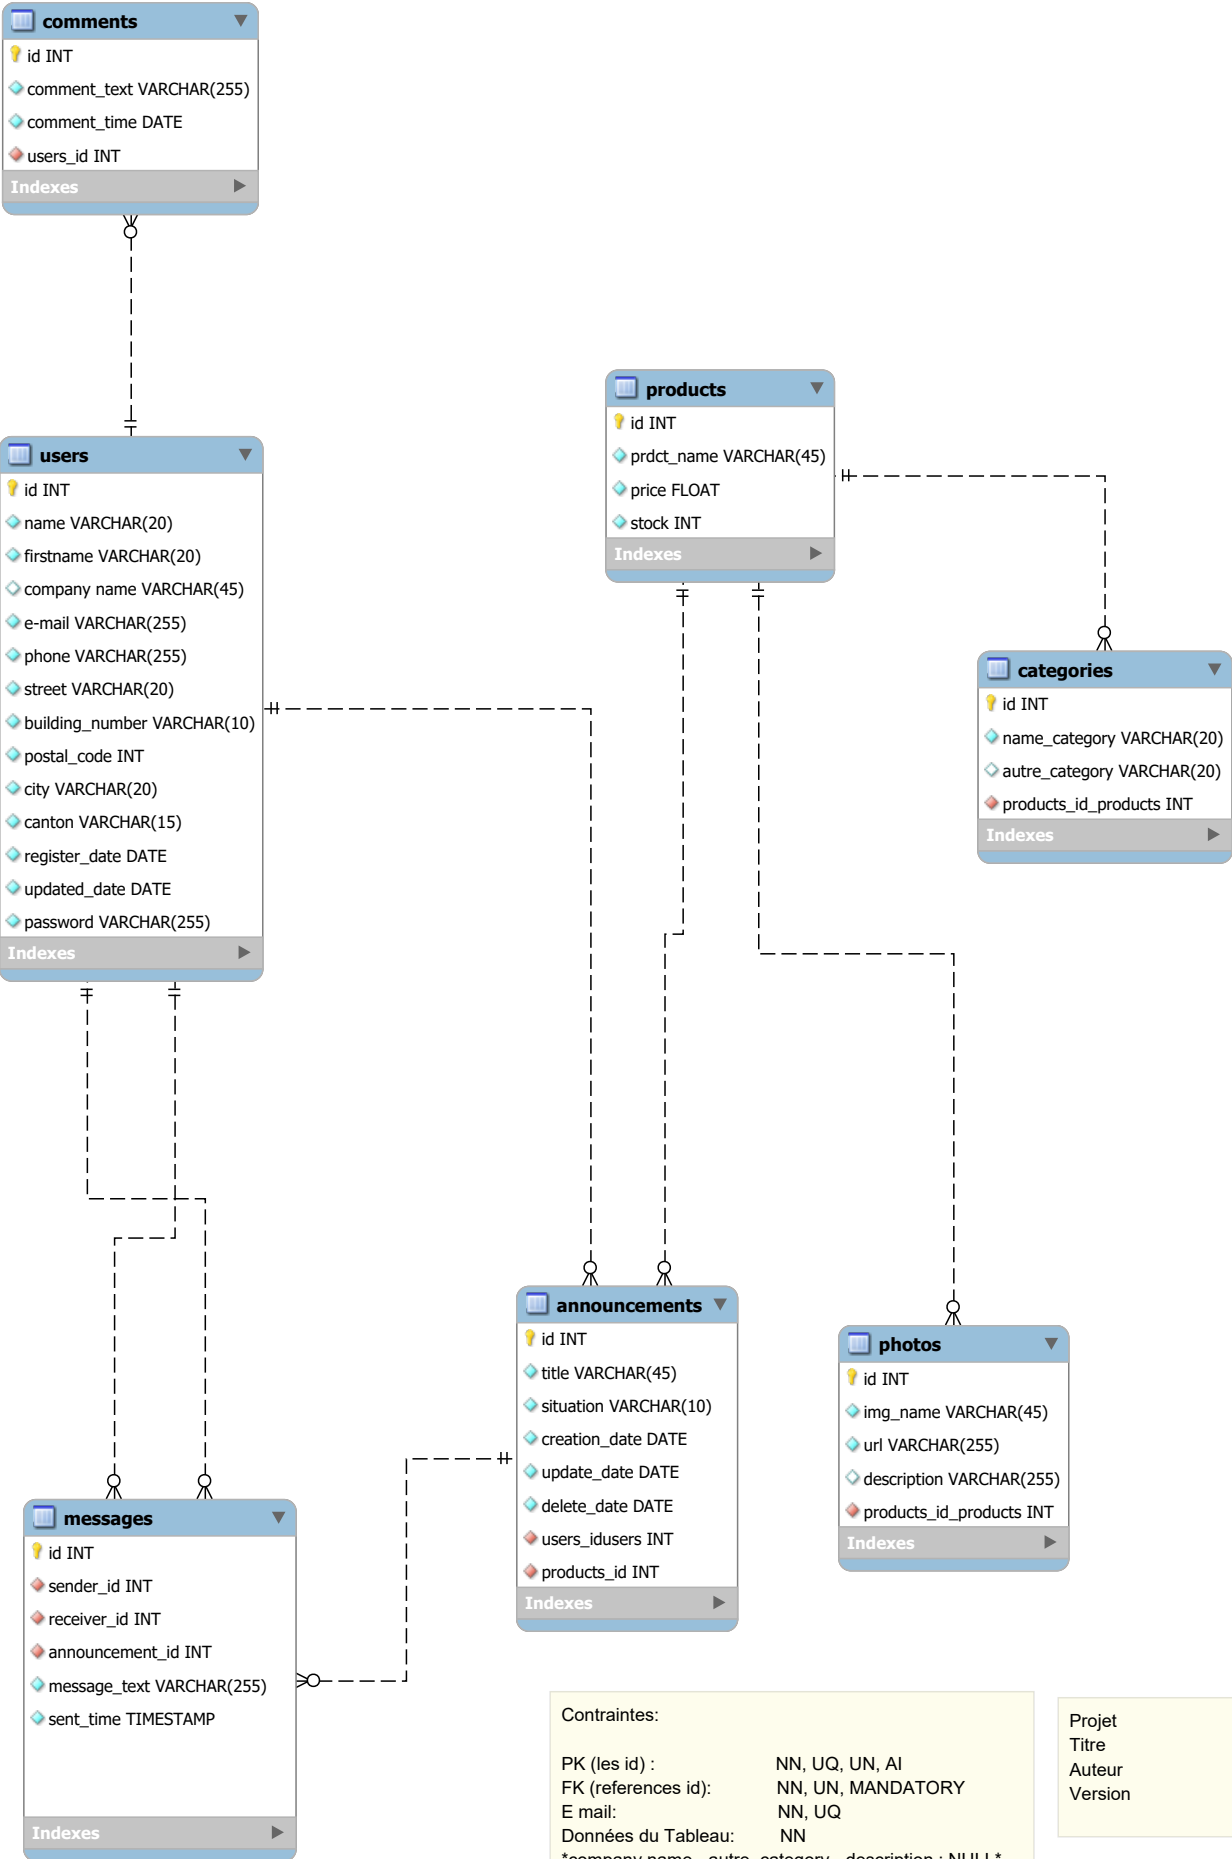 comments
id INT
comment_text VARCHAR(255)
comment_time DATE
users_id INT
Indexes
users
id INT
name VARCHAR(20)
firstname VARCHAR(20)
company name VARCHAR(45)
e-mail VARCHAR(255)
phone VARCHAR(255)
street VARCHAR(20)
building_number VARCHAR(10)
postal_code INT
city VARCHAR(20)
canton VARCHAR(15)
register_date DATE
updated_date DATE
password VARCHAR(255)
Indexes
products
id INT
prdct_name VARCHAR(45)
price FLOAT
stock INT
Indexes
categories
id INT
name_category VARCHAR(20)
autre_category VARCHAR(20)
products_id_products INT
Indexes
announcements
id INT
title VARCHAR(45)
situation VARCHAR(10)
creation_date DATE
update_date DATE
delete_date DATE
users_idusers INT
products_id INT
Indexes
photos
id INT
img_name VARCHAR(45)
url VARCHAR(255)
description VARCHAR(255)
products_id_products INT
Indexes
messages
id INT
sender_id INT
receiver_id INT
announcement_id INT
message_text VARCHAR(255)
sent_time TIMESTAMP
Indexes
Contraintes:
PK (les id) : NN, UQ, UN, AI
FK (references id): NN, UN, MANDATORY
E mail: NN, UQ
Données du Tableau: NN
*company name - autre_category - description : NULL*
Projet
Titre
Auteur
Version